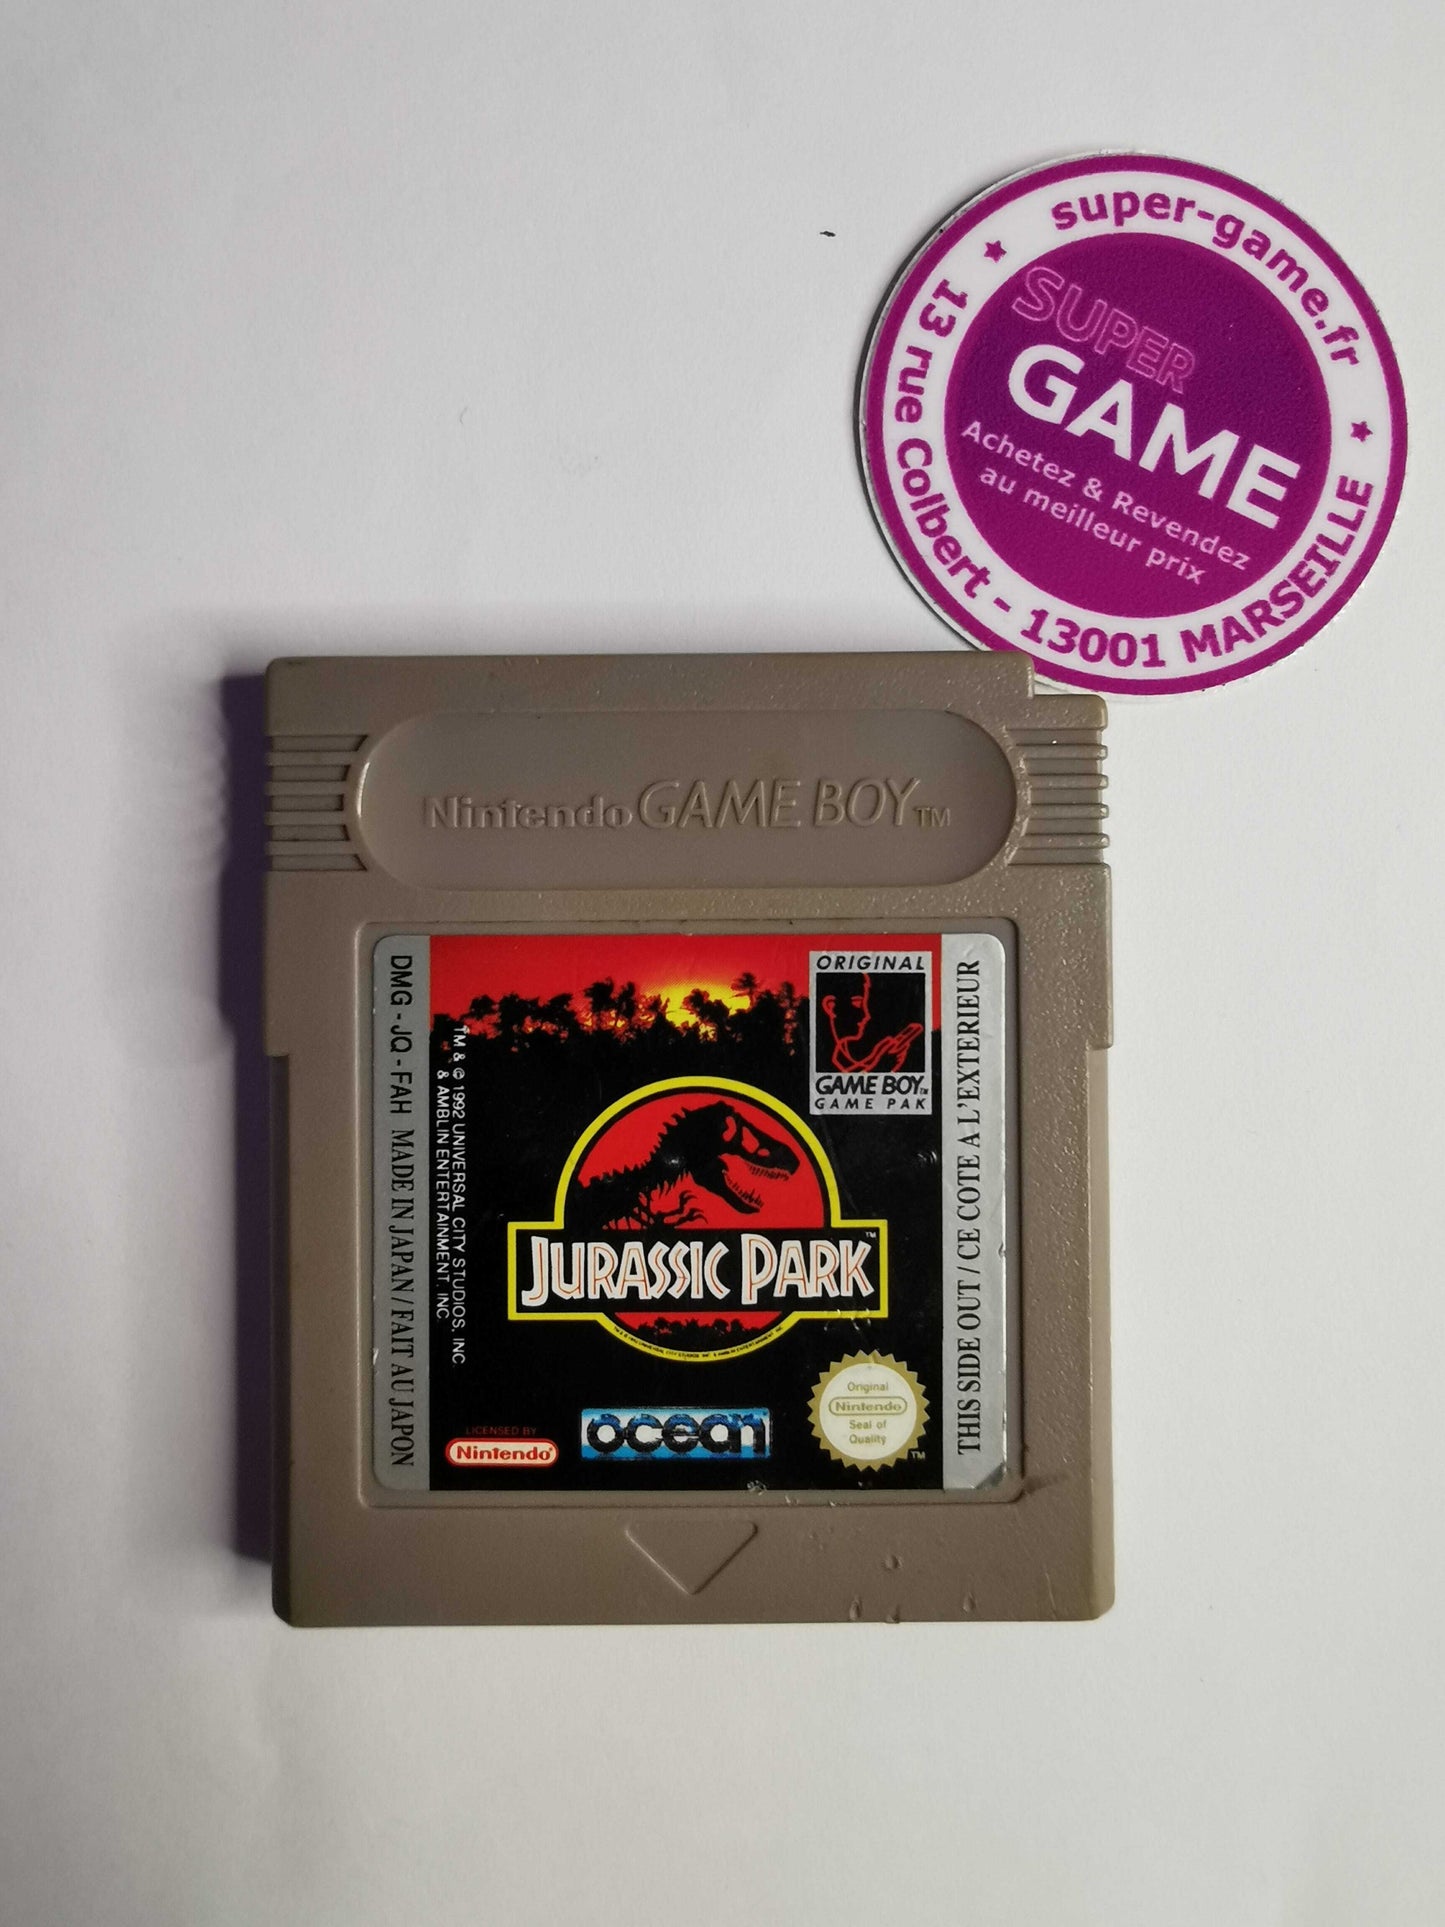 super-game.fr
13 rue Colbert - 13001 MARSEILLE
SUPER
GAME
Achetez & Revendez
au meilleur prix
Nintendo GAME BOY TM
DMG - JQ - FAH MADE IN JAPAN / FAIT AU JAPON
TM & © 1992 UNIVERSAL CITY STUDIOS, INC
& AMBLIN ENTERTAINMENT, INC.
ORIGINAL
GAME BOY TM
GAME PAK
THIS SIDE OUT / CE COTE A L'EXTERIEUR
JURASSIC PARK TM
LICENSED BY
Nintendo®
ocean
Original
Nintendo
Seal of
Quality
TM